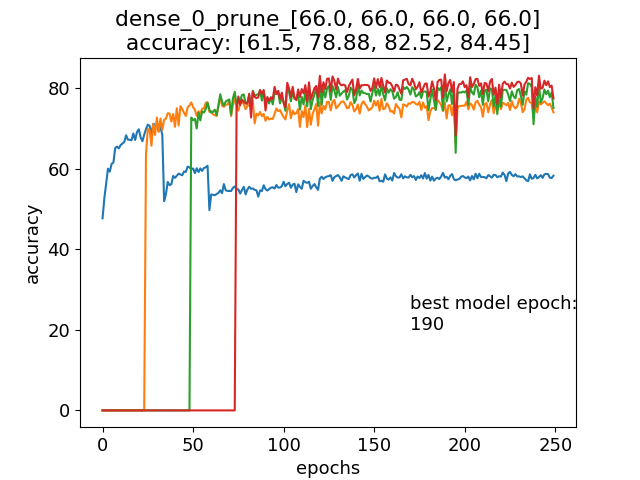 dense_0_prune_[66.0, 66.0, 66.0, 66.0]
accuracy: [61.5, 78.88, 82.52, 84.45]
80
60
40
20
0
accuracy
best model epoch:
190
0 50 100 150 200 250
epochs